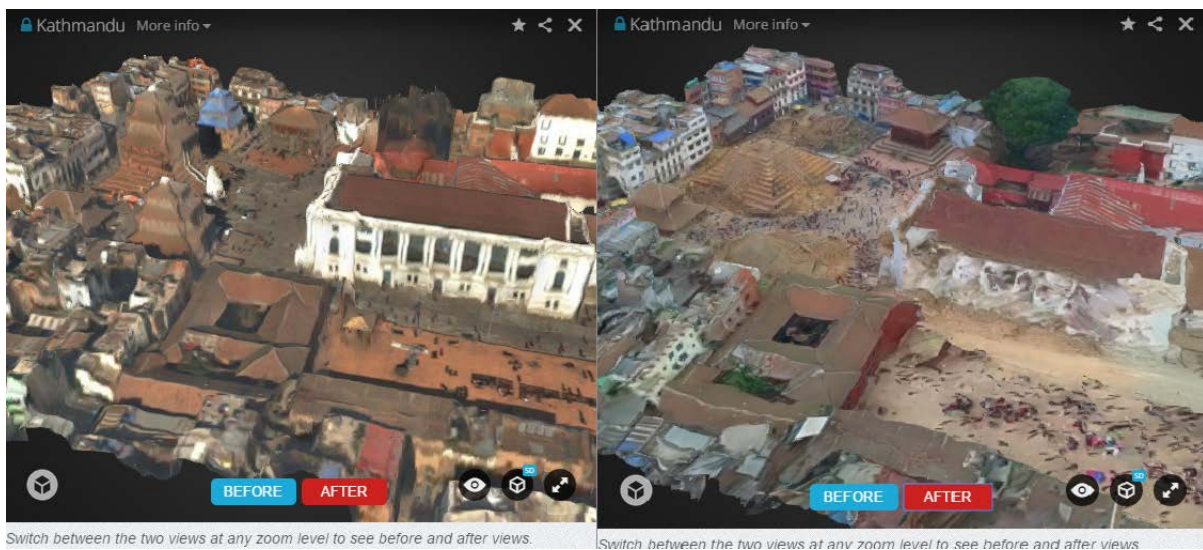 Kathmandu More info
SD
BEFORE AFTER
Switch between the two views at any zoom level to see before and after views.
Kathmandu More info
SD
BEFORE AFTER
Switch between the two views at any zoom level to see before and after views